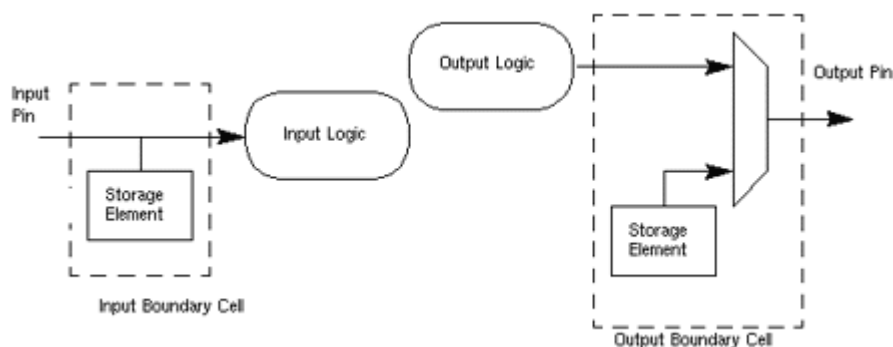 Output Logic
Output Pin
Input
Pin
Input Logic
Storage
Element
Storage
Element
Input Boundary Cell
Output Boundary Cell